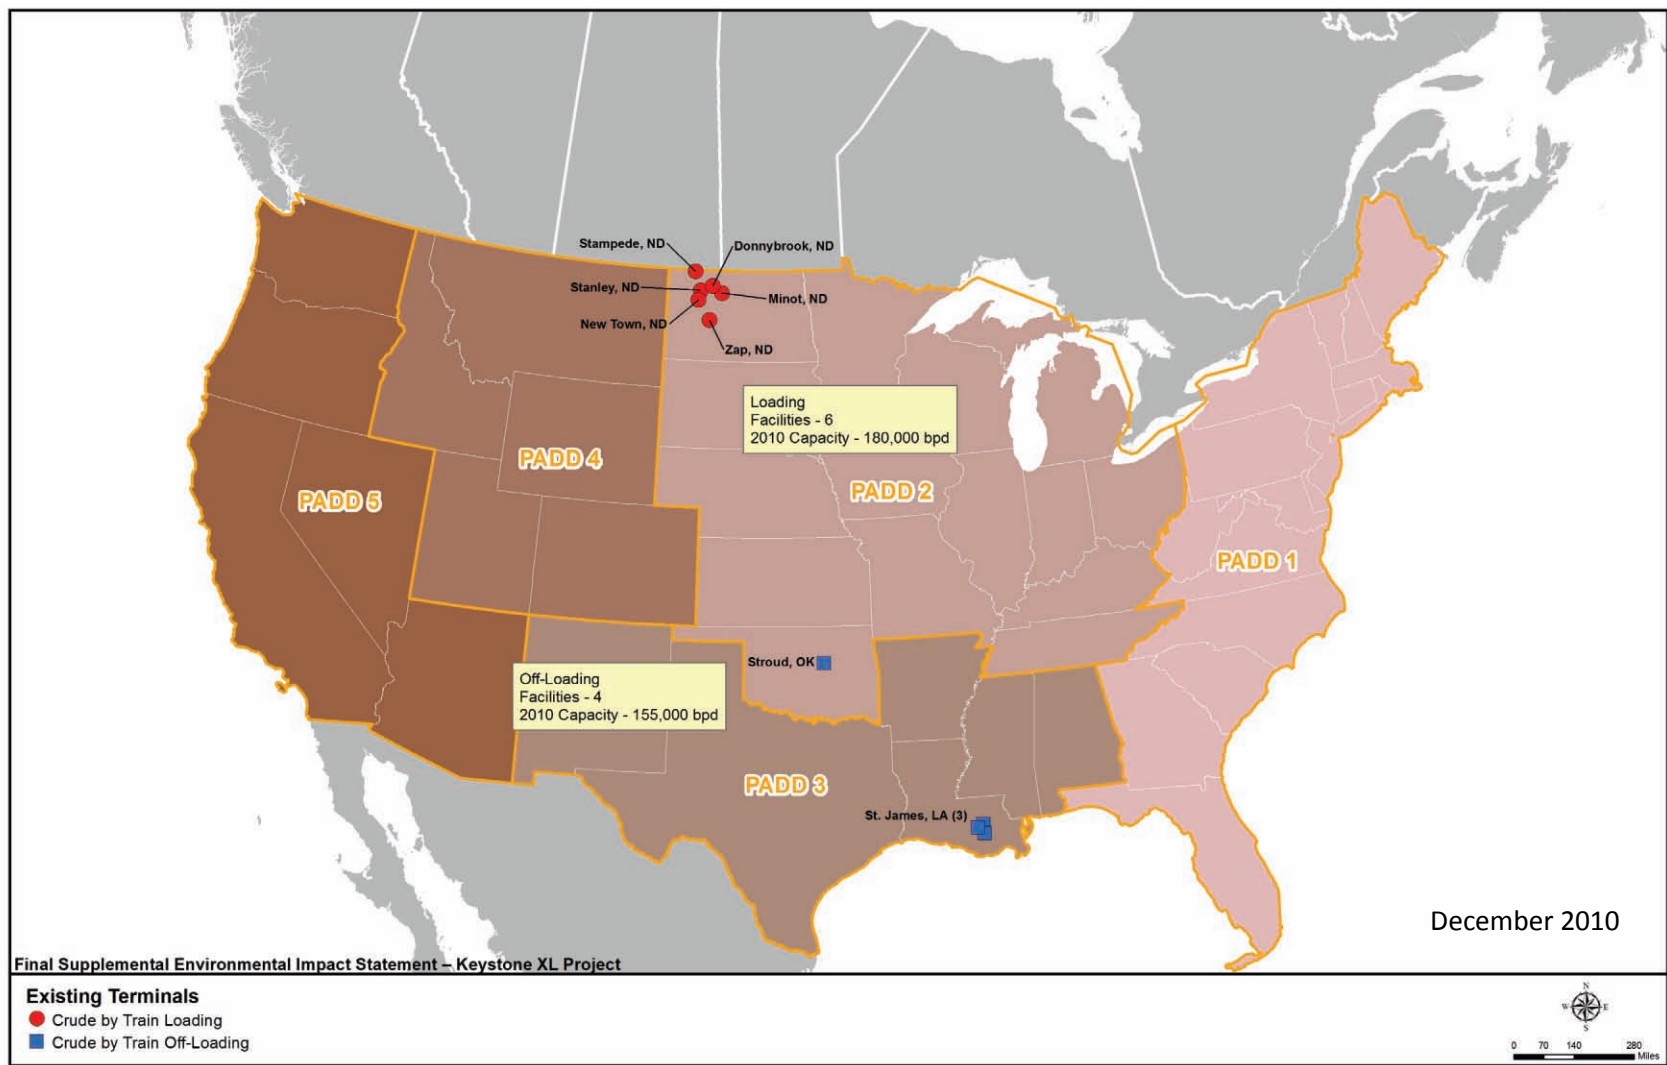 Stampede, ND
Donnybrook, ND
Stanley, ND
Minot, ND
New Town, ND
Zap, ND
Loading
Facilities - 6
2010 Capacity - 180,000 bpd
PADD 4
PADD 2
PADD 5
PADD 1
Stroud, OK
Off-Loading
Facilities - 4
2010 Capacity - 155,000 bpd
PADD 3
St. James, LA (3)
December 2010
Final Supplemental Environmental Impact Statement – Keystone XL Project
Existing Terminals
Crude by Train Loading
Crude by Train Off-Loading
N
W E
S
0 70 140 280
Miles